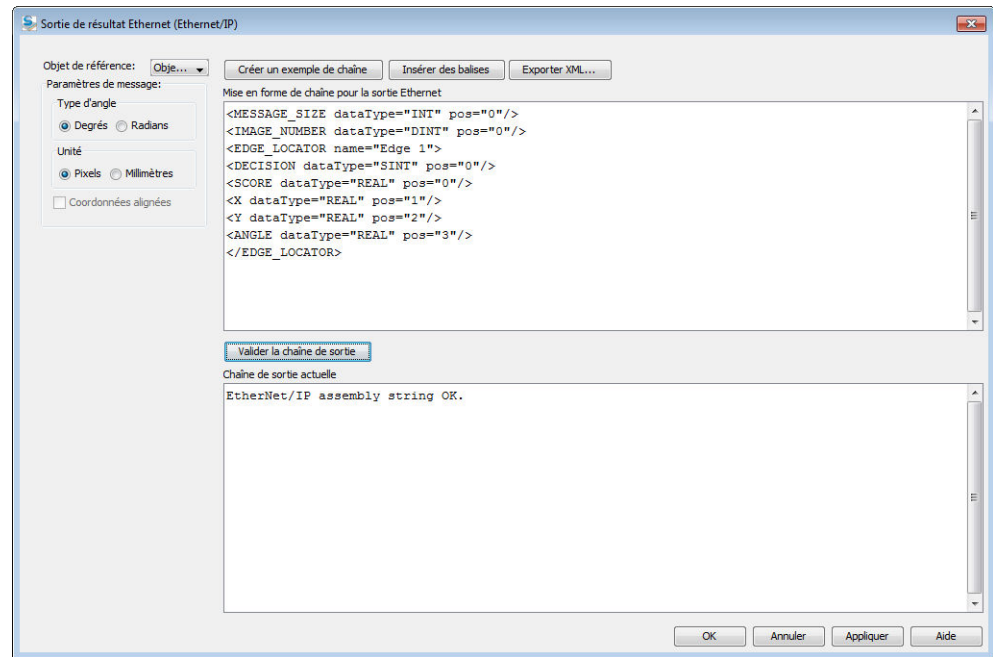 Sortie de résultat Ethernet (Ethernet/IP)
Objet de référence: Obje...
Créer un exemple de chaîne Insérer des balises Exporter XML...
Paramètres de message:
Mise en forme de chaîne pour la sortie Ethernet
Type d'angle
Degrés Radians
Unité
Pixels Milimètres
Coordonnées alignées
<MESSAGE_SIZE dataType="INT" pos="0"/>
<IMAGE_NUMBER dataType="DINT" pos="0"/>
<EDGE_LOCATOR name="Edge 1">
<DECISION dataType="SINT" pos="0"/>
<SCORE dataType="REAL" pos="0"/>
<X dataType="REAL" pos="1"/>
<Y dataType="REAL" pos="2"/>
<ANGLE dataType="REAL" pos="3"/>
</EDGE_LOCATOR>
Valider la chaîne de sortie
Chaîne de sortie actuelle
EtherNet/IP assembly string OK.
OK Annuler Appliquer Aide